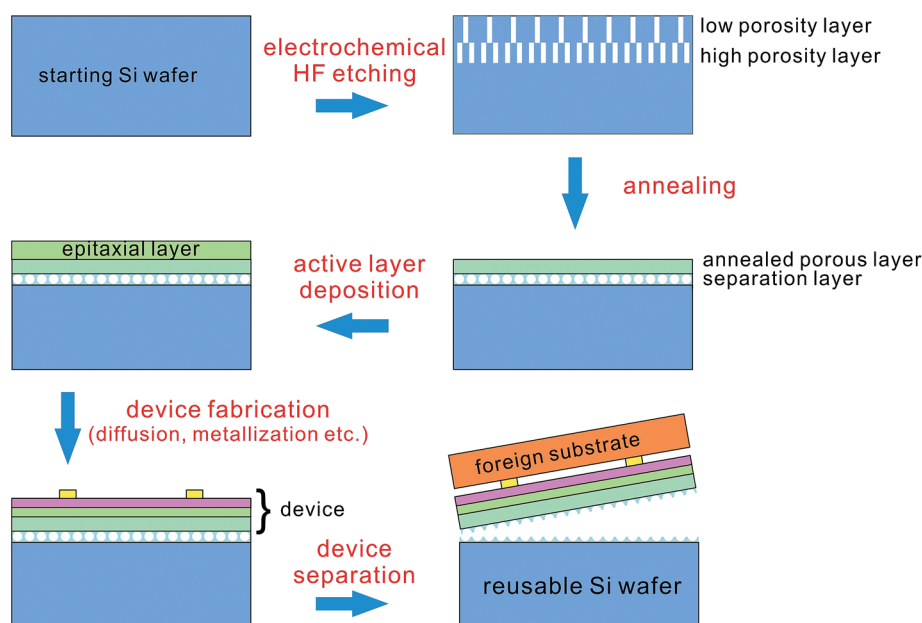 starting Si wafer
electrochemical
HF etching
low porosity layer
high porosity layer
annealing
epitaxial layer
active layer
deposition
annealed porous layer
separation layer
device fabrication
(diffusion, metallization etc.)
device
device
separation
foreign substrate
reusable Si wafer